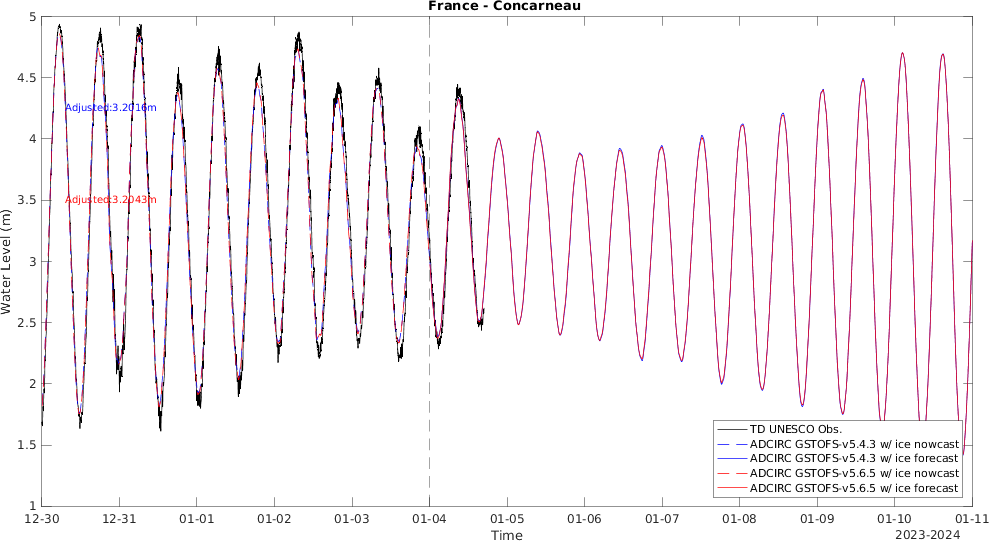 France - Concarneau
5
4.5
4
3.5
3
2.5
2
1.5
1
Water Level (m)
Adjusted:3.2016m
Adjusted:3.2043m
TD UNESCO Obs.
ADCIRC GSTOFS-v5.4.3 w/ ice nowcast
ADCIRC GSTOFS-v5.4.3 w/ ice forecast
ADCIRC GSTOFS-v5.6.5 w/ ice nowcast
ADCIRC GSTOFS-v5.6.5 w/ ice forecast
12-30 12-31 01-01 01-02 01-03 01-04 01-05 01-06 01-07 01-08 01-09 01-10 01-11
Time
2023-2024